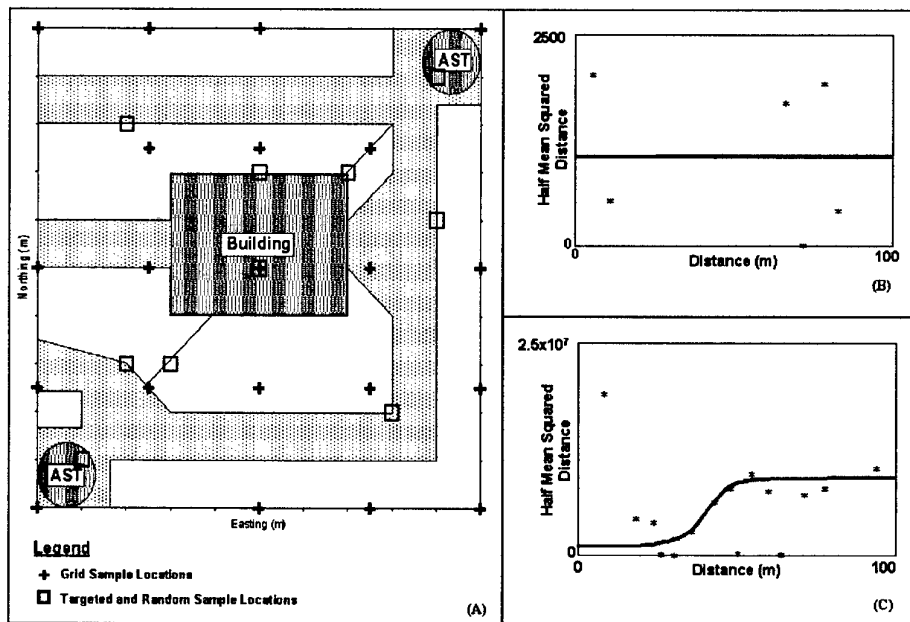 AST
Building
AST
Northing (m)
Easting (m)
Legend
Grid Sample Locations
Targeted and Random Sample Locations
(A)
2500
Half Mean Squared
Distance
0
0
100
Distance (m)
(B)
2.5x10⁷
Half Mean Squared
Distance
0
0
100
Distance (m)
(C)